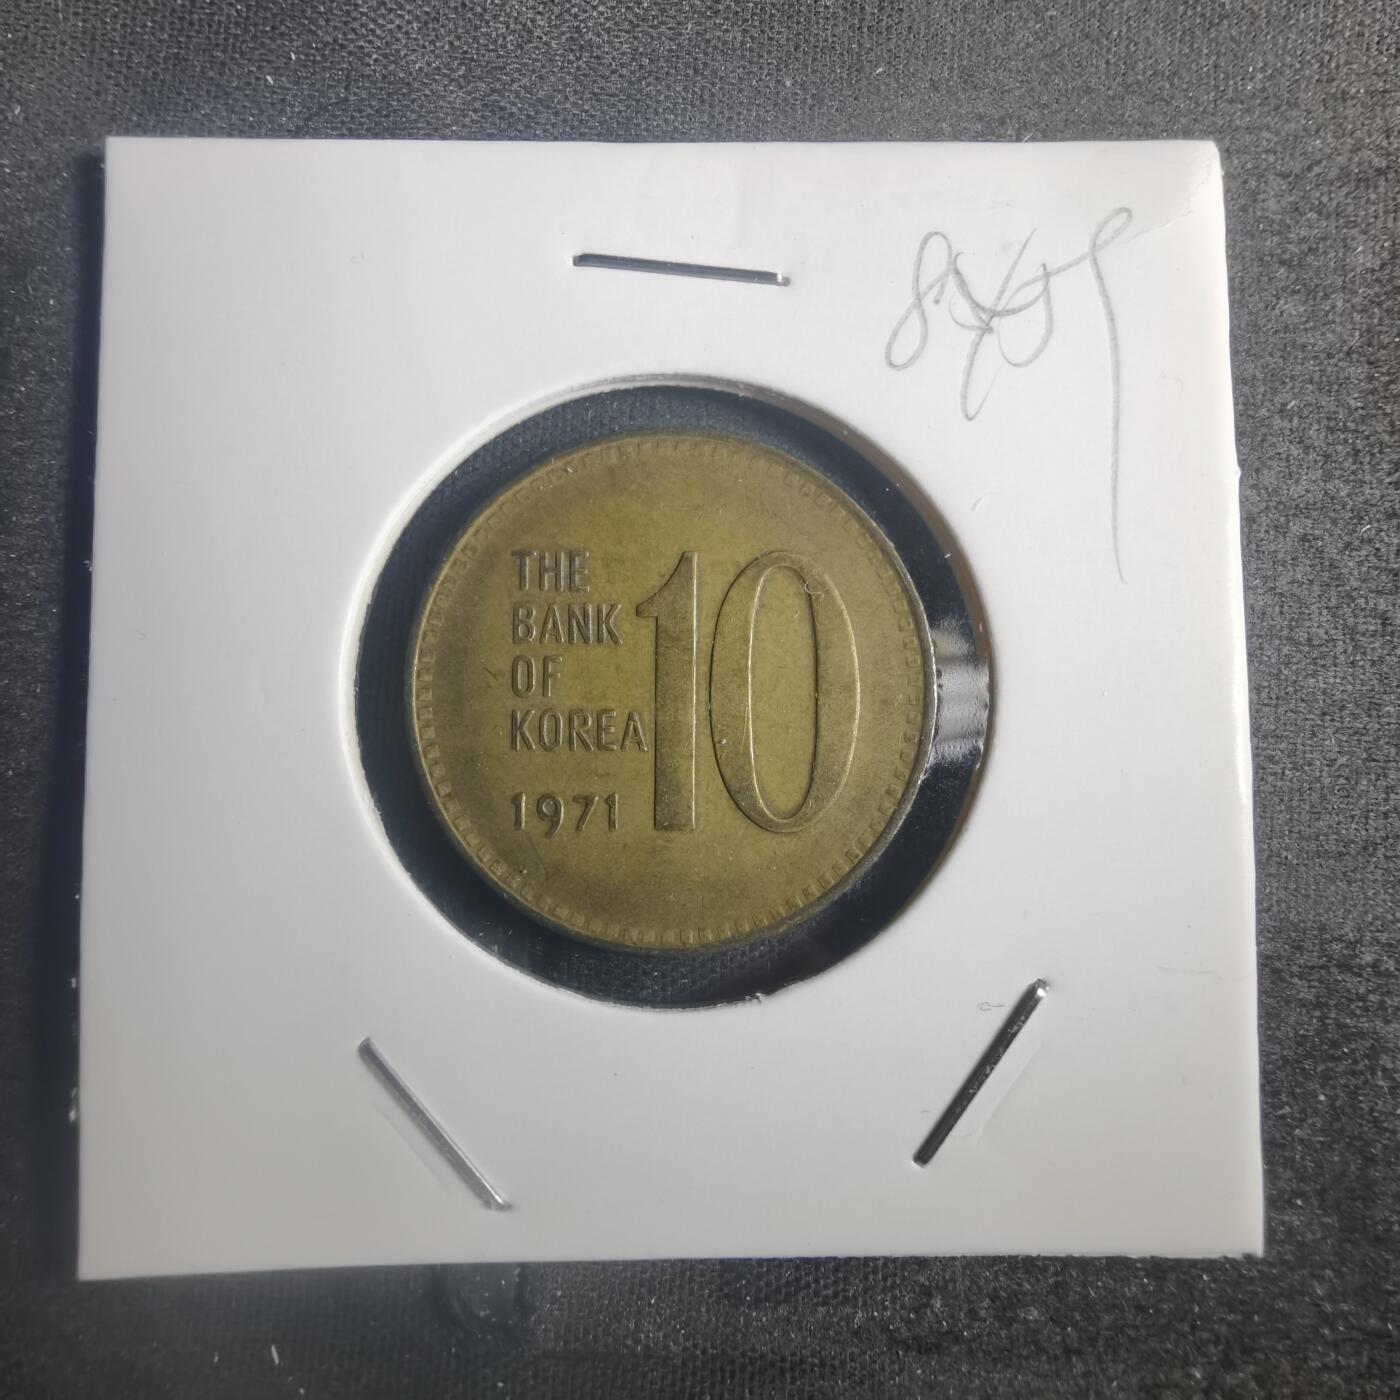 THE
BANK
OF
KOREA
1971
10